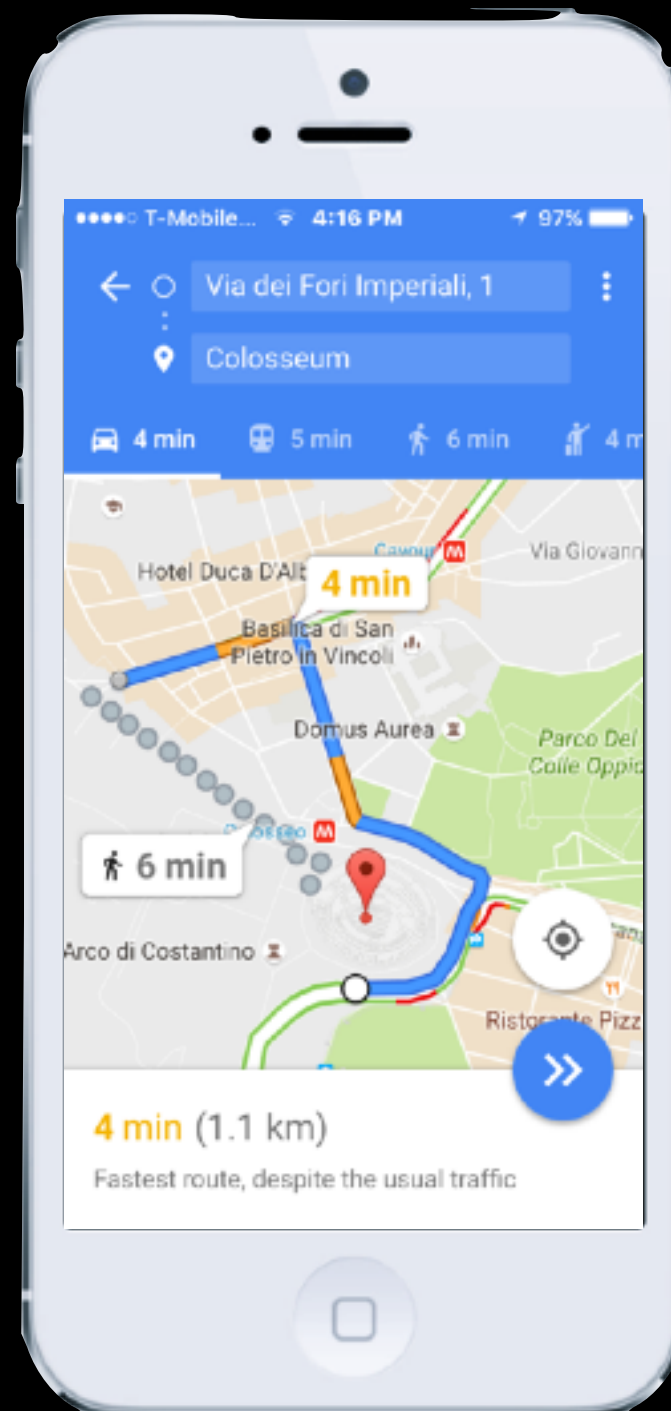 T-Mobile... 4:16 PM 97%
Via dei Fori Imperiali, 1
Colosseum
4 min 5 min 6 min 4 m
Cavour M
Via Giovann
Hotel Duca D'Alb
4 min
Basilica di San
Pietro in Vincoli
Domus Aurea
Parco Del
Colle Oppio
M
6 min
Arco di Costantino
Ristorante Pizz
4 min (1.1 km)
Fastest route, despite the usual traffic